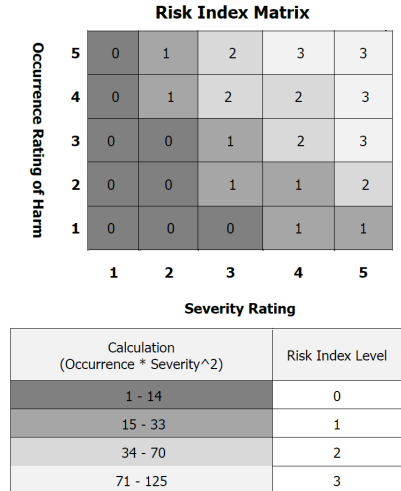 Risk Index Matrix
Occurrence Rating of Harm
5 0 1 2 3 3
4 0 1 2 2 3
3 0 0 1 2 3
2 0 0 1 1 2
1 0 0 0 1 1
1 2 3 4 5
Severity Rating
Calculation
(Occurrence * Severity^2) Risk Index Level
1 - 14 0
15 - 33 1
34 - 70 2
71 - 125 3